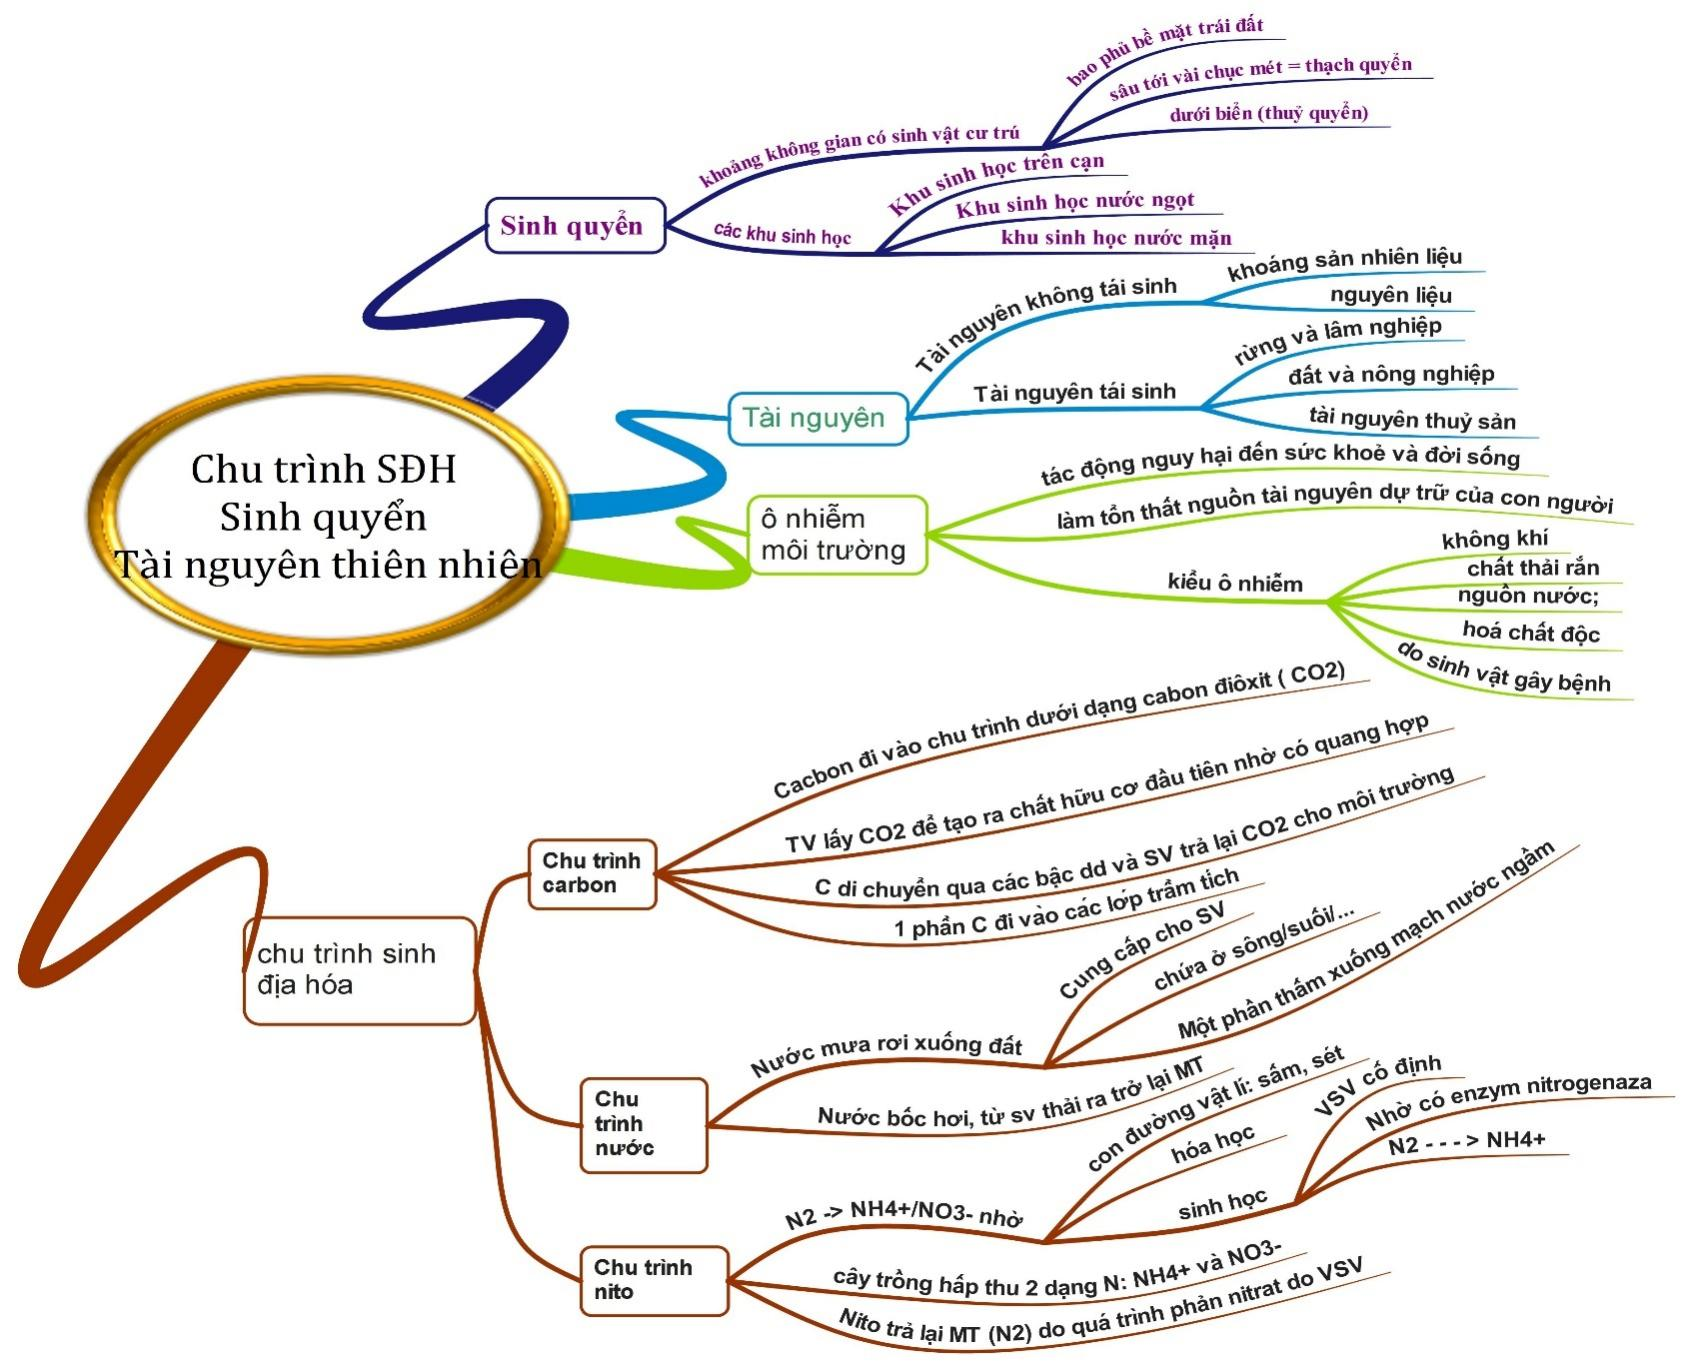 bao phủ bề mặt trái đất
sâu tới vài chục mét = thạch quyển
dưới biển (thuỷ quyển)
khoảng không gian có sinh vật cư trú
Khu sinh học trên cạn
Khu sinh học nước ngọt
khu sinh học nước mặn
các khu sinh học
Sinh quyển
khoáng sản nhiên liệu
nguyên liệu
Tài nguyên không tái sinh
rừng và lâm nghiệp
đất và nông nghiệp
tài nguyên thuỷ sản
Tài nguyên tái sinh
Tài nguyên
Chu trình SĐH
Sinh quyển
Tài nguyên thiên nhiên
tác động nguy hại đến sức khoẻ và đời sống
làm tổn thất nguồn tài nguyên dự trữ của con người
ô nhiễm
môi trường
kiểu ô nhiễm
không khí
chất thải rắn
nguồn nước;
hoá chất độc
do sinh vật gây bệnh
Cacbon đi vào chu trình dưới dạng cabon điôxit ( CO2)
TV lấy CO2 để tạo ra chất hữu cơ đầu tiên nhờ có quang hợp
C di chuyển qua các bậc dd và SV trả lại CO2 cho môi trường
1 phần C đi vào các lớp trầm tích
Chu trình
carbon
chu trình sinh
địa hóa
Cung cấp cho SV
chứa ở sông/suối/...
Một phần thấm xuống mạch nước ngầm
Nước mưa rơi xuống đất
Nước bốc hơi, từ sv thải ra trở lại MT
Chu
trình
nước
con đường vật lí: sấm, sét
hóa học
sinh học
VSV cố định
Nhờ có enzym nitrogenaza
N2 - - - > NH4+
N2 -> NH4+/NO3- nhờ
cây trồng hấp thu 2 dạng N: NH4+ và NO3-
Nito trả lại MT (N2) do quá trình phản nitrat do VSV
Chu trình
nito